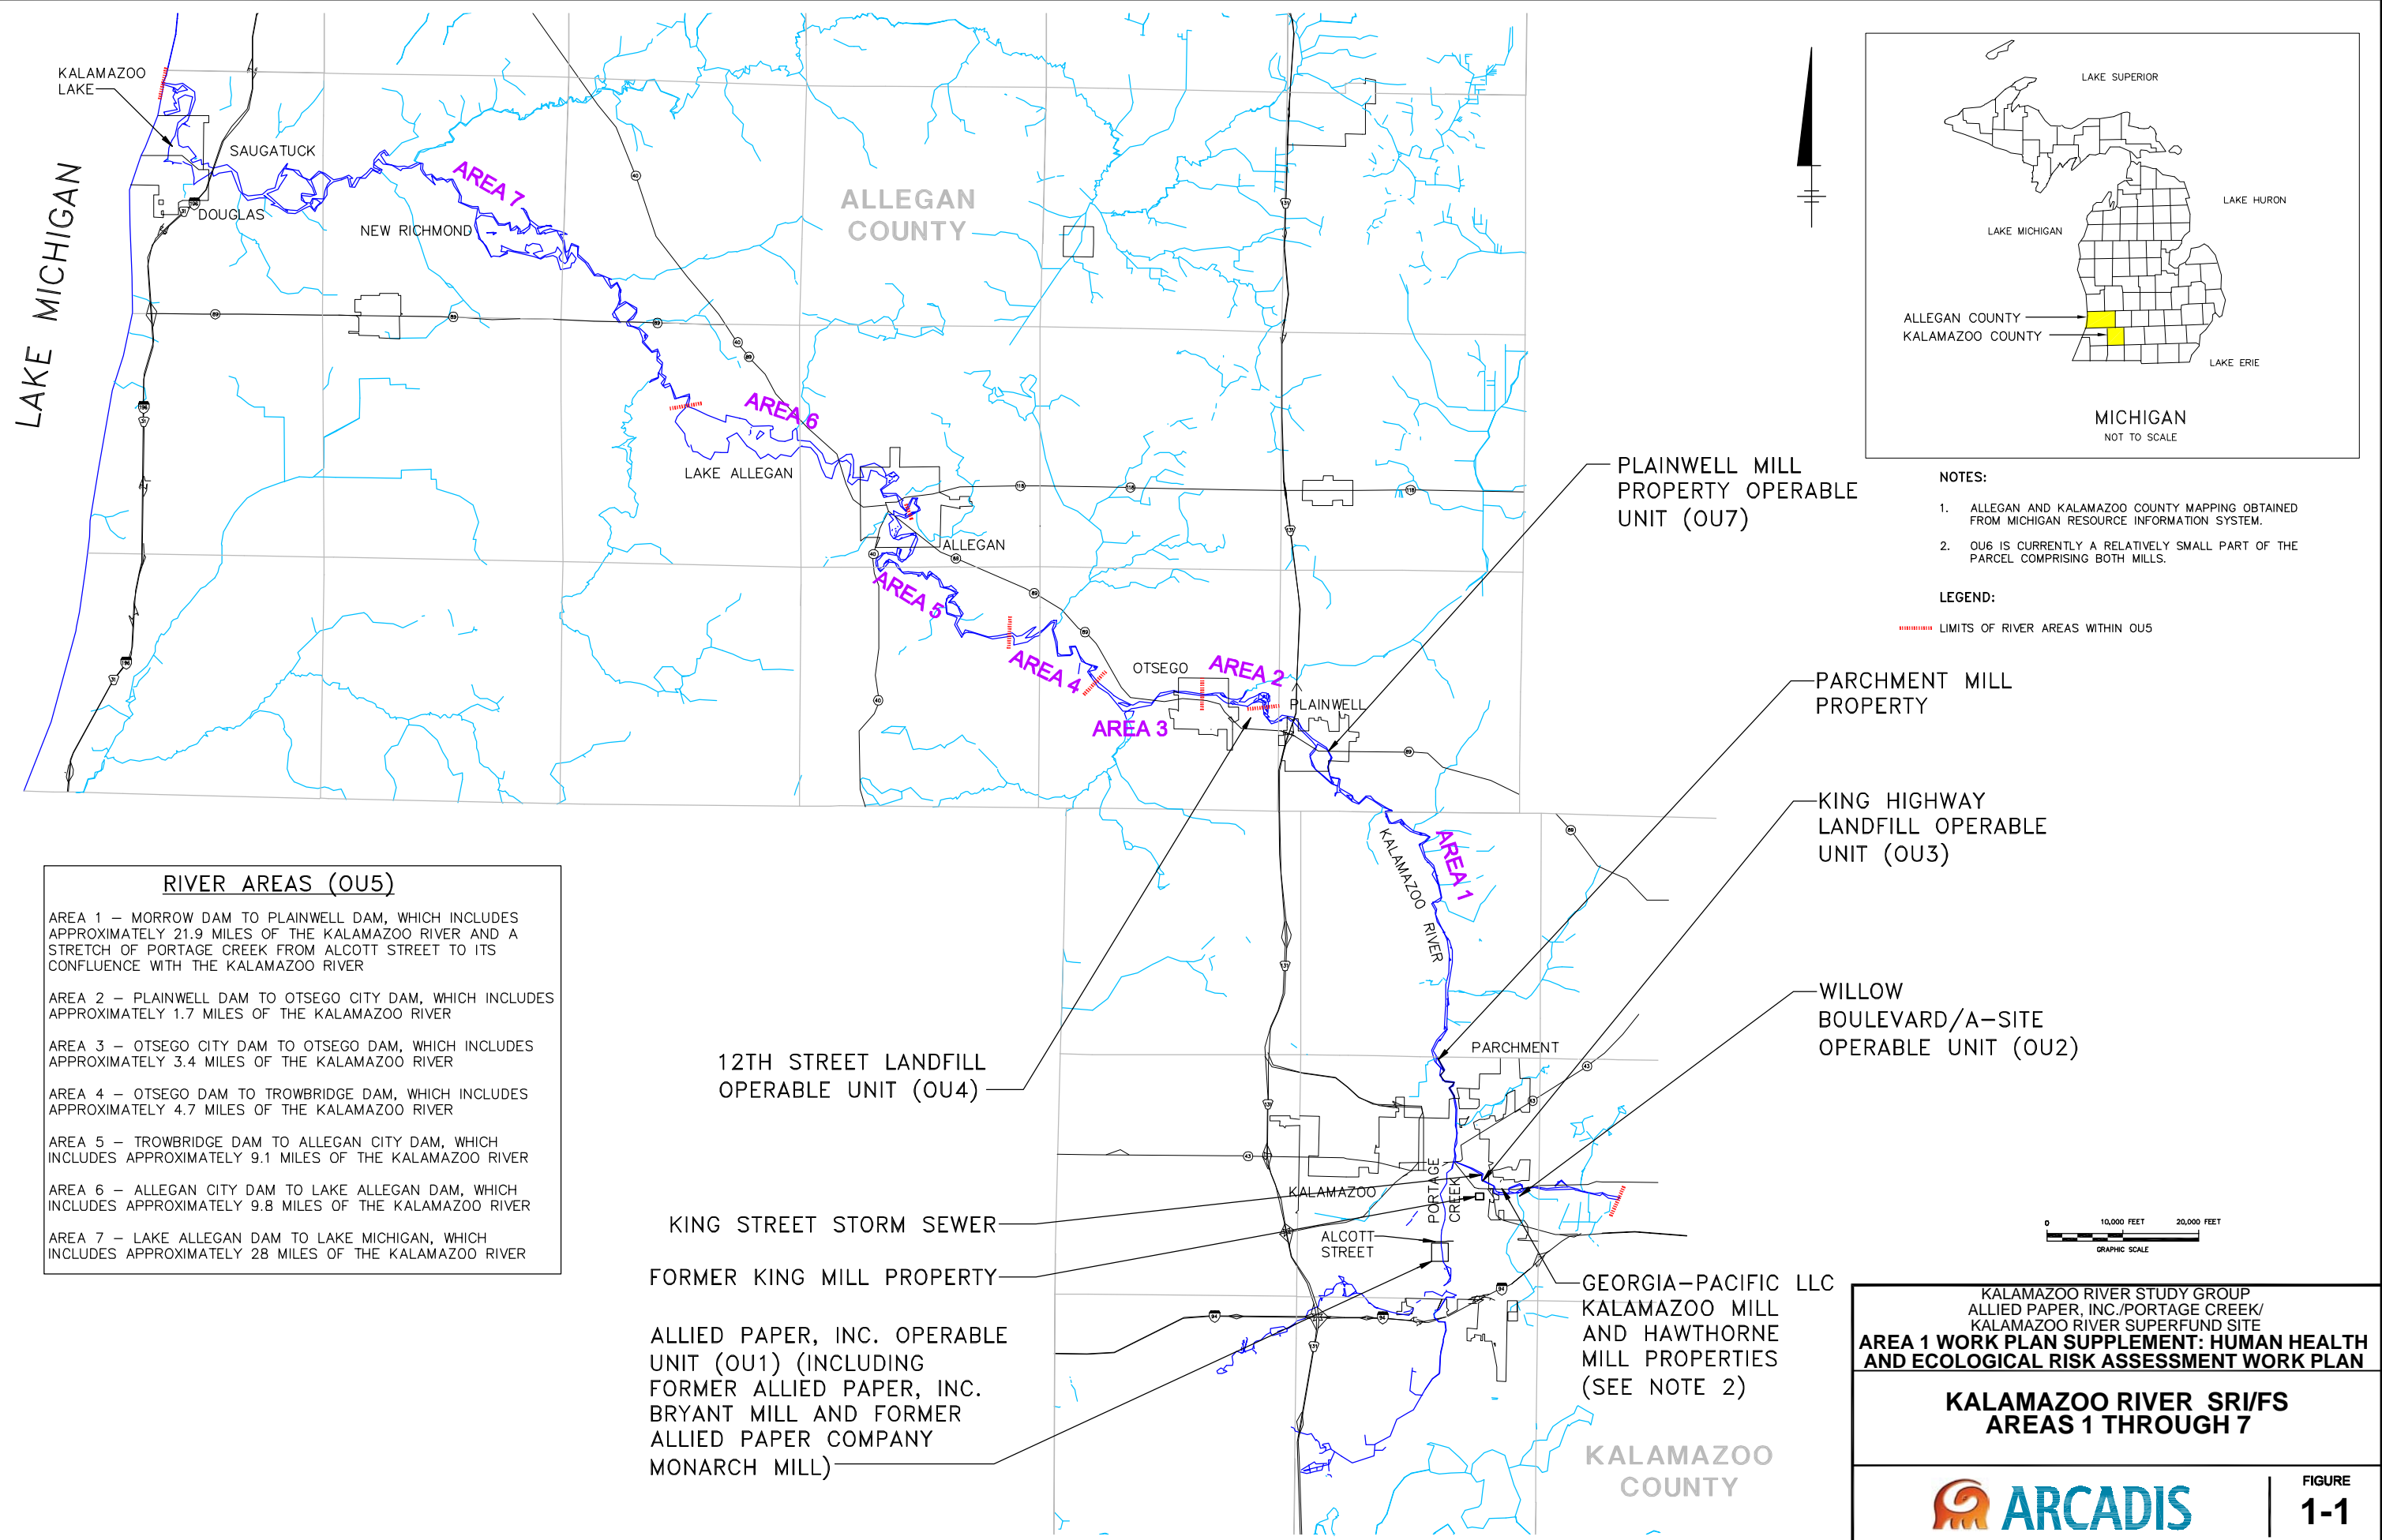 KALAMAZOO
LAKE
SAUGATUCK
DOUGLAS
LAKE MICHIGAN
NEW RICHMOND
AREA 7
ALLEGAN
COUNTY
AREA 6
LAKE ALLEGAN
ALLEGAN
AREA 5
AREA 4
AREA 3
OTSEGO
AREA 2
PLAINWELL
KALAMAZOO RIVER
AREA 1
LAKE SUPERIOR
LAKE HURON
LAKE MICHIGAN
ALLEGAN COUNTY
KALAMAZOO COUNTY
LAKE ERIE
MICHIGAN
NOT TO SCALE
NOTES:
1. ALLEGAN AND KALAMAZOO COUNTY MAPPING OBTAINED
FROM MICHIGAN RESOURCE INFORMATION SYSTEM.
2. OU6 IS CURRENTLY A RELATIVELY SMALL PART OF THE
PARCEL COMPRISING BOTH MILLS.
LEGEND:
LIMITS OF RIVER AREAS WITHIN OU5
PLAINWELL MILL
PROPERTY OPERABLE
UNIT (OU7)
PARCHMENT MILL
PROPERTY
KING HIGHWAY
LANDFILL OPERABLE
UNIT (OU3)
WILLOW
BOULEVARD/A-SITE
OPERABLE UNIT (OU2)
RIVER AREAS (OU5)
AREA 1 – MORROW DAM TO PLAINWELL DAM, WHICH INCLUDES
APPROXIMATELY 21.9 MILES OF THE KALAMAZOO RIVER AND A
STRETCH OF PORTAGE CREEK FROM ALCOTT STREET TO ITS
CONFLUENCE WITH THE KALAMAZOO RIVER
AREA 2 – PLAINWELL DAM TO OTSEGO CITY DAM, WHICH INCLUDES
APPROXIMATELY 1.7 MILES OF THE KALAMAZOO RIVER
AREA 3 – OTSEGO CITY DAM TO OTSEGO DAM, WHICH INCLUDES
APPROXIMATELY 3.4 MILES OF THE KALAMAZOO RIVER
AREA 4 – OTSEGO DAM TO TROWBRIDGE DAM, WHICH INCLUDES
APPROXIMATELY 4.7 MILES OF THE KALAMAZOO RIVER
AREA 5 – TROWBRIDGE DAM TO ALLEGAN CITY DAM, WHICH
INCLUDES APPROXIMATELY 9.1 MILES OF THE KALAMAZOO RIVER
AREA 6 – ALLEGAN CITY DAM TO LAKE ALLEGAN DAM, WHICH
INCLUDES APPROXIMATELY 9.8 MILES OF THE KALAMAZOO RIVER
AREA 7 – LAKE ALLEGAN DAM TO LAKE MICHIGAN, WHICH
INCLUDES APPROXIMATELY 28 MILES OF THE KALAMAZOO RIVER
12TH STREET LANDFILL
OPERABLE UNIT (OU4)
KING STREET STORM SEWER
FORMER KING MILL PROPERTY
ALLIED PAPER, INC. OPERABLE
UNIT (OU1) (INCLUDING
FORMER ALLIED PAPER, INC.
BRYANT MILL AND FORMER
ALLIED PAPER COMPANY
MONARCH MILL)
PARCHMENT
KALAMAZOO
PORTAGE
CREEK
ALCOTT
STREET
GEORGIA-PACIFIC LLC
KALAMAZOO MILL
AND HAWTHORNE
MILL PROPERTIES
(SEE NOTE 2)
KALAMAZOO
COUNTY
0 10,000 FEET 20,000 FEET
GRAPHIC SCALE
KALAMAZOO RIVER STUDY GROUP
ALLIED PAPER, INC./PORTAGE CREEK/
KALAMAZOO RIVER SUPERFUND SITE
AREA 1 WORK PLAN SUPPLEMENT: HUMAN HEALTH
AND ECOLOGICAL RISK ASSESSMENT WORK PLAN
KALAMAZOO RIVER SRI/FS
AREAS 1 THROUGH 7
ARCADIS
FIGURE
1-1